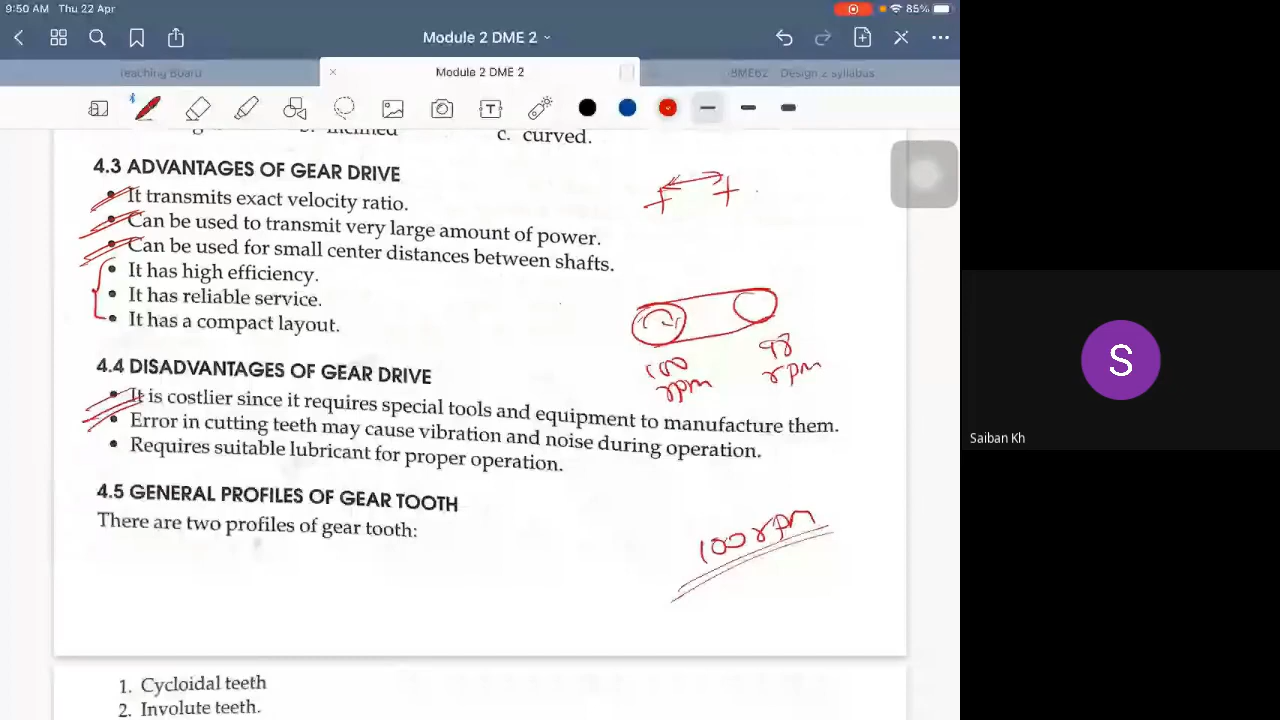 9:50 AM Thu 22 Apr
85%
Module 2 DME 2
Teaching Board
Module 2 DME 2
BME62 Design 2 syllabus
T
b. inclined
c. curved.
4.3 ADVANTAGES OF GEAR DRIVE
• It transmits exact velocity ratio.
• Can be used to transmit very large amount of power.
• Can be used for small center distances between shafts.
• It has high efficiency.
• It has reliable service.
• It has a compact layout.
100
rpm
98
rpm
4.4 DISADVANTAGES OF GEAR DRIVE
• It is costlier since it requires special tools and equipment to manufacture them.
• Error in cutting teeth may cause vibration and noise during operation.
• Requires suitable lubricant for proper operation.
4.5 GENERAL PROFILES OF GEAR TOOTH
There are two profiles of gear tooth:
100 rpm
1. Cycloidal teeth
2. Involute teeth.
S
Saiban Kh